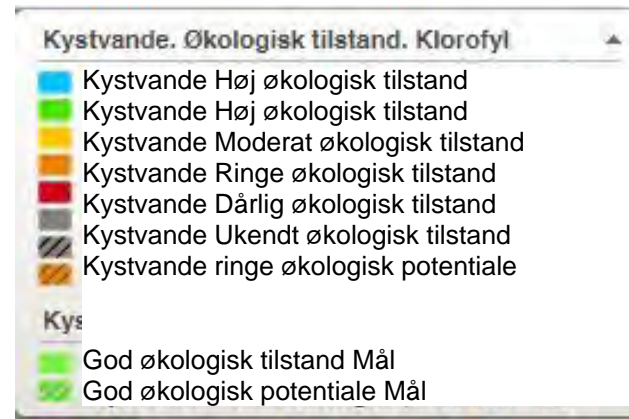 Kystvande. Økologisk tilstand. Klorofyl
Kystvande Høj økologisk tilstand
Kystvande Høj økologisk tilstand
Kystvande Moderat økologisk tilstand
Kystvande Ringe økologisk tilstand
Kystvande Dårlig økologisk tilstand
Kystvande Ukendt økologisk tilstand
Kystvande ringe økologisk potentiale
Kys
God økologisk tilstand Mål
God økologisk potentiale Mål